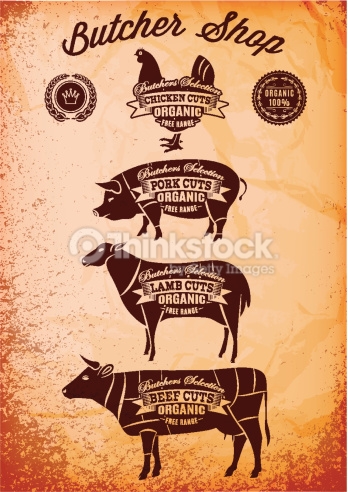 Butcher Shop
Butchers Selection
CHICKEN CUTS
ORGANIC
FREE RANGE
ORGANIC
100%
Butchers Selection
PORK CUTS
ORGANIC
FREE RANGE
Thinkstock
by Getty Images
Butchers Selection
LAMB CUTS
ORGANIC
FREE RANGE
Butchers Selection
BEEF CUTS
ORGANIC
FREE RANGE